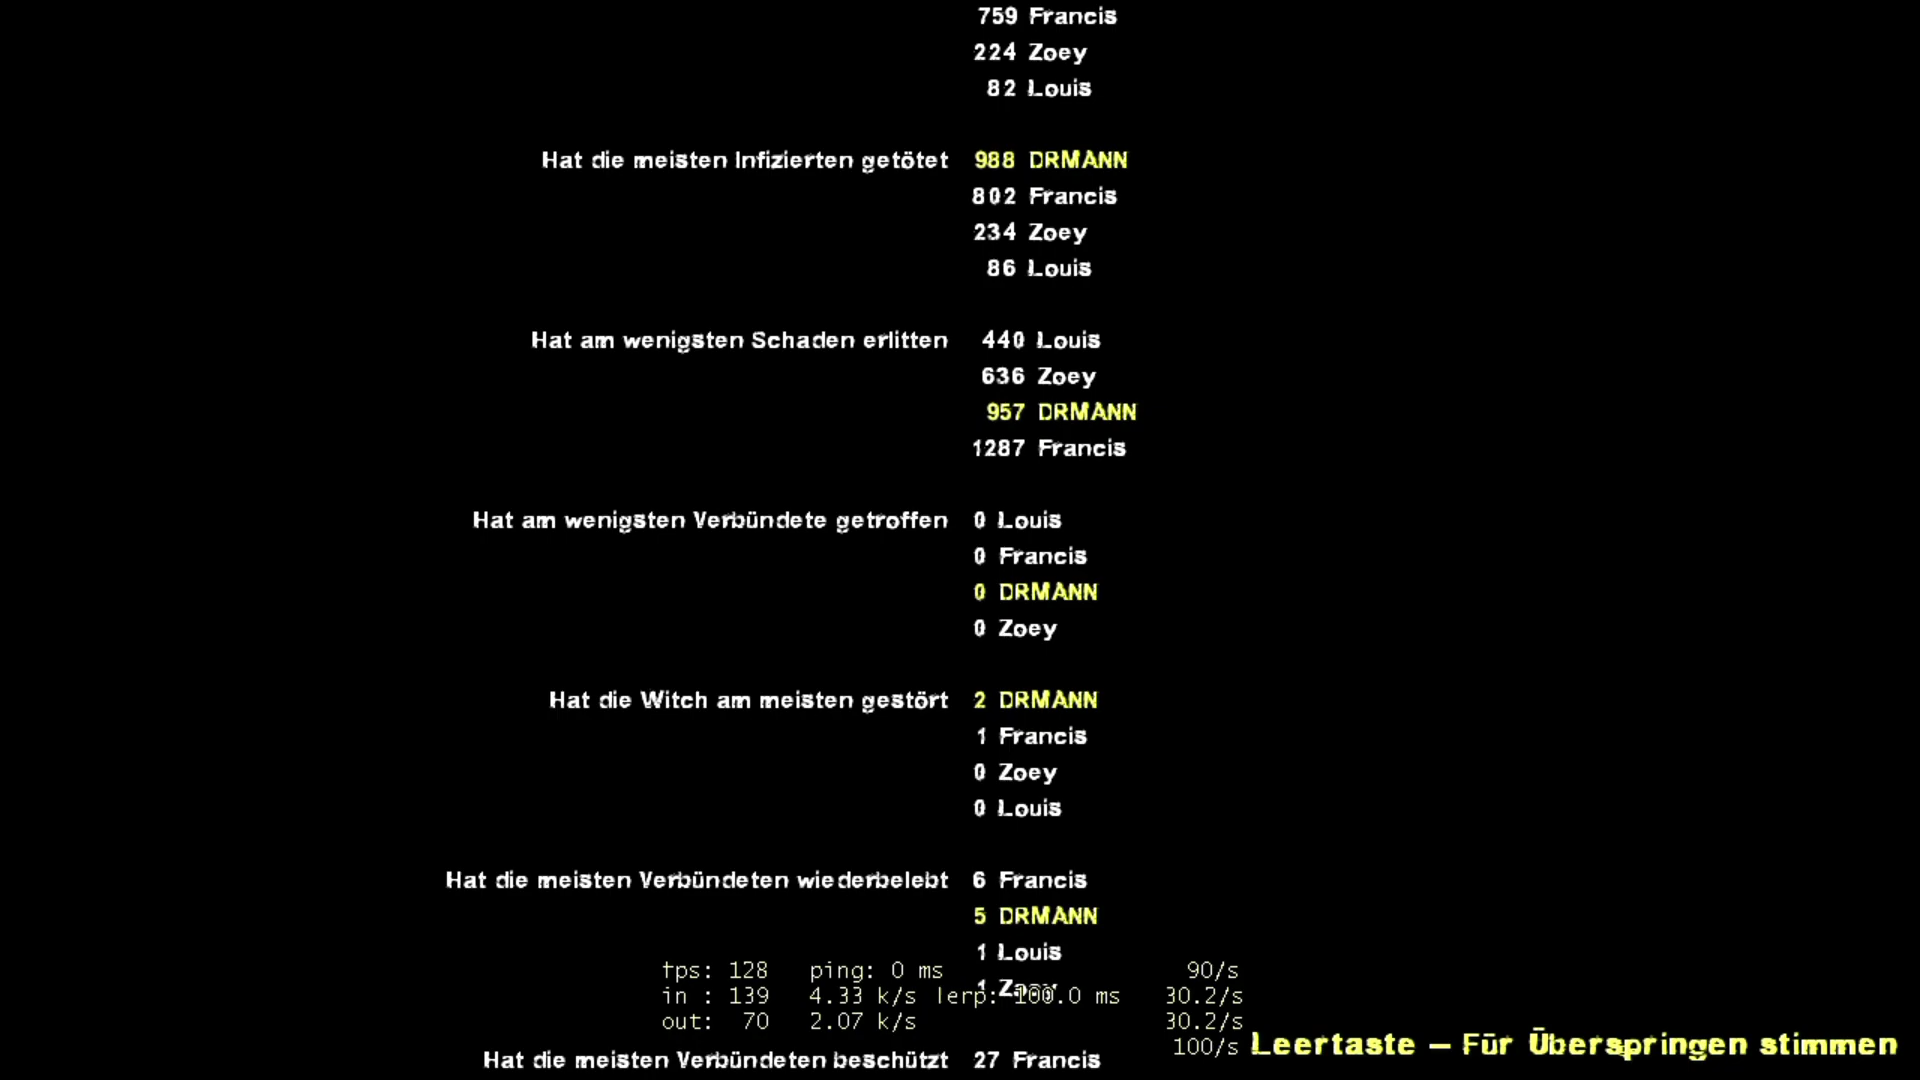 759 Francis
224 Zoey
82 Louis
Hat die meisten Infizierten getötet 988 DRMANN
802 Francis
234 Zoey
86 Louis
Hat am wenigsten Schaden erlitten 440 Louis
636 Zoey
957 DRMANN
1287 Francis
Hat am wenigsten Verbündete getroffen 0 Louis
0 Francis
0 DRMANN
0 Zoey
Hat die Witch am meisten gestört 2 DRMANN
1 Francis
0 Zoey
0 Louis
Hat die meisten Verbündeten wiederbelebt 6 Francis
5 DRMANN
1 Louis
1 Zoey
tps: 128 ping: 0 ms 90/s
in : 139 4.33 k/s lerp: 100.0 ms 30.2/s
out: 70 2.07 k/s 30.2/s
100/s
Leertaste – Für Überspringen stimmen
Hat die meisten Verbündeten beschützt 27 Francis